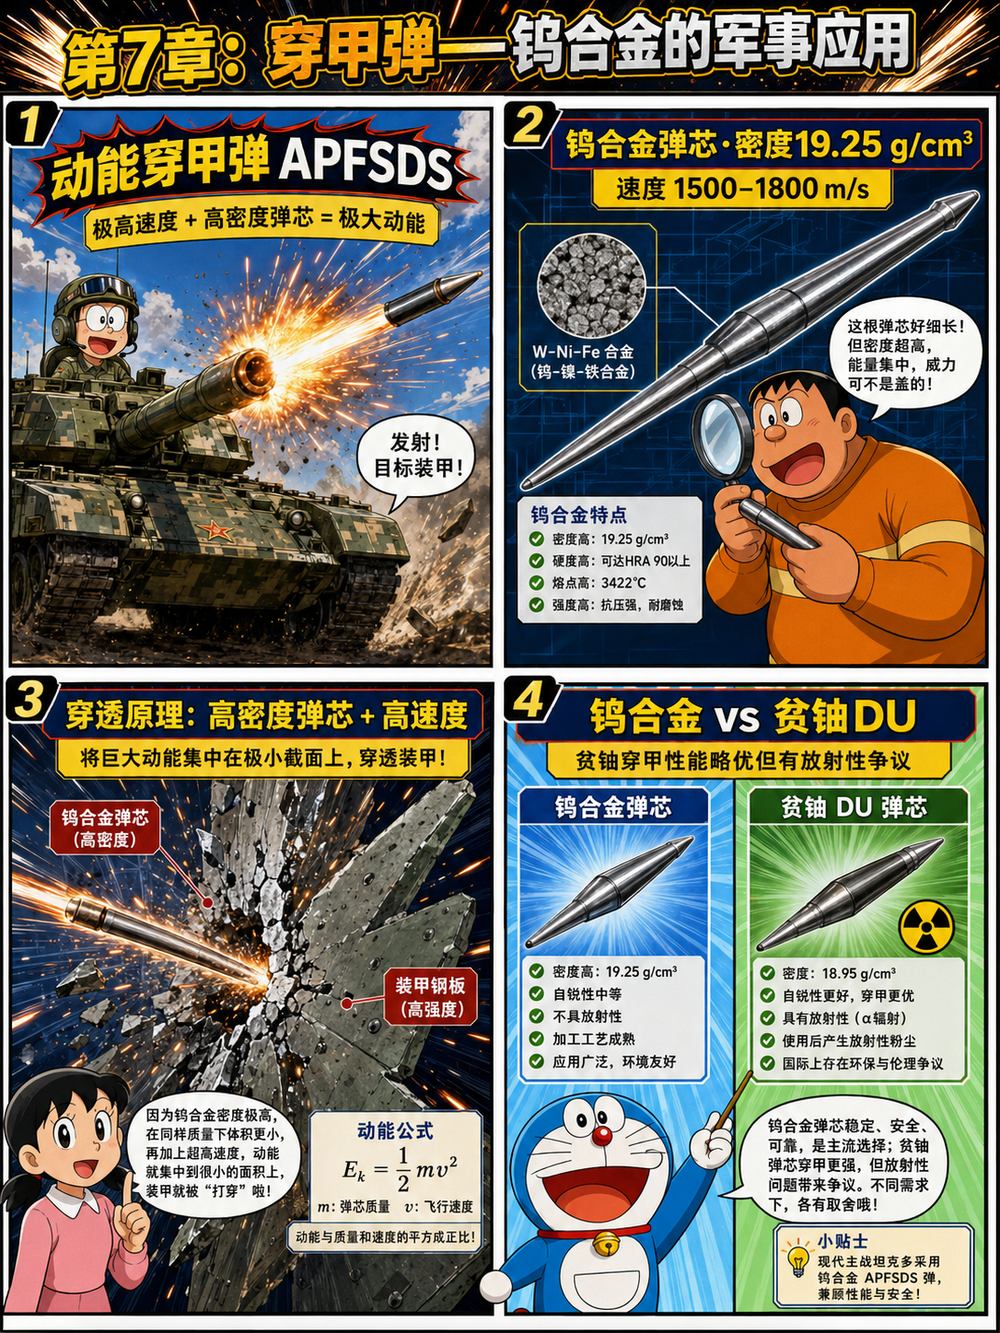 第7章：穿甲弹—钨合金的军事应用
1
动能穿甲弹 APFSDS
极高速度 + 高密度弹芯 = 极大动能
发射！
目标装甲！
2
钨合金弹芯·密度19.25 g/cm³
速度 1500–1800 m/s
W-Ni-Fe 合金
(钨-镍-铁合金)
这根弹芯好细长！
但密度超高，
能量集中，威力
可不是盖的！
钨合金特点
密度高：19.25 g/cm³
硬度高：可达HRA 90以上
熔点高：3422°C
强度高：抗压强，耐磨蚀
3
穿透原理：高密度弹芯 + 高速度
将巨大动能集中在极小截面上，穿透装甲！
钨合金弹芯
(高密度)
装甲钢板
(高强度)
因为钨合金密度极高，
在同样质量下体积更小，
再加上超高速度，动能
就集中到很小的面积上，
装甲就被“打穿”啦！
动能公式
Eₖ = 1/2 mv²
m：弹芯质量 v：飞行速度
动能与质量和速度的平方成正比！
4
钨合金 vs 贫铀DU
贫铀穿甲性能略优但有放射性争议
钨合金弹芯
密度高：19.25 g/cm³
自锐性中等
不具放射性
加工工艺成熟
应用广泛，环境友好
贫铀 DU 弹芯
密度：18.95 g/cm³
自锐性更好，穿甲更优
具有放射性 (α辐射)
使用后产生放射性粉尘
国际上存在环保与伦理争议
钨合金弹芯稳定、安全、
可靠，是主流选择；贫铀
弹芯穿甲更强，但放射性
问题带来争议。不同需求
下，各有取舍哦！
小贴士
现代主战坦克多采用
钨合金 APFSDS 弹，
兼顾性能与安全！